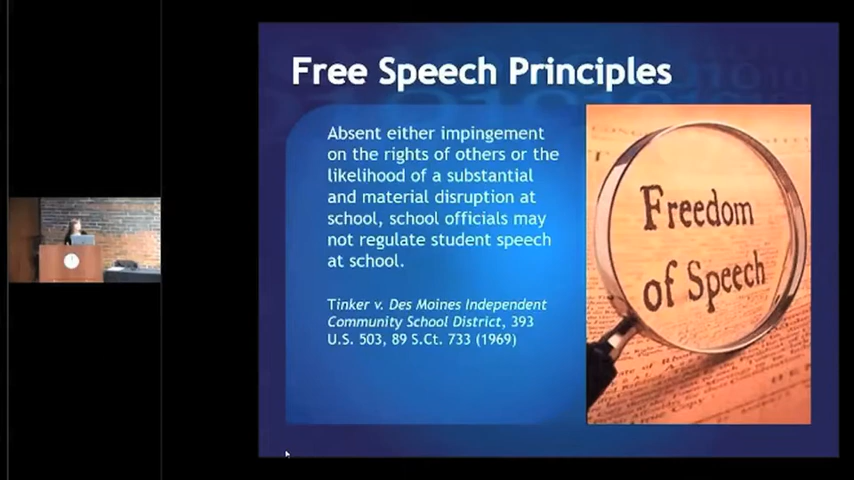 Free Speech Principles
Absent either impingement
on the rights of others or the
likelihood of a substantial
and material disruption at
school, school officials may
not regulate student speech
at school.
Tinker v. Des Moines Independent
Community School District, 393
U.S. 503, 89 S.Ct. 733 (1969)
Freedom
of Speech